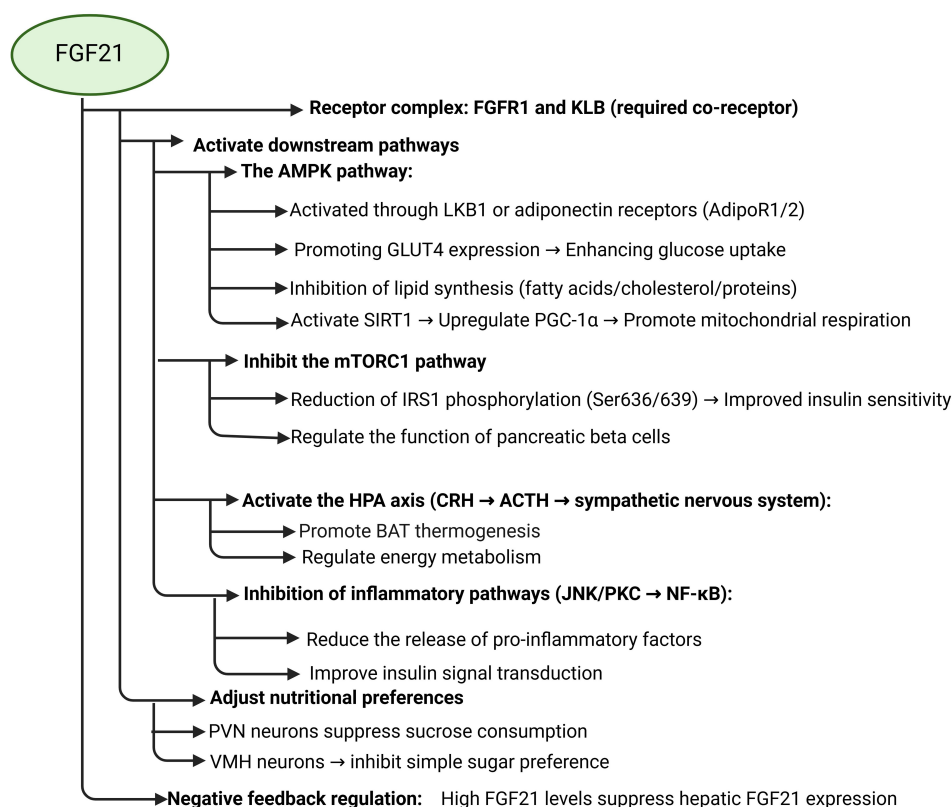 FGF21
Receptor complex: FGFR1 and KLB (required co-receptor)
Activate downstream pathways
The AMPK pathway:
Activated through LKB1 or adiponectin receptors (AdipoR1/2)
Promoting GLUT4 expression → Enhancing glucose uptake
Inhibition of lipid synthesis (fatty acids/cholesterol/proteins)
Activate SIRT1 → Upregulate PGC-1α → Promote mitochondrial respiration
Inhibit the mTORC1 pathway
Reduction of IRS1 phosphorylation (Ser636/639) → Improved insulin sensitivity
Regulate the function of pancreatic beta cells
Activate the HPA axis (CRH → ACTH → sympathetic nervous system):
Promote BAT thermogenesis
Regulate energy metabolism
Inhibition of inflammatory pathways (JNK/PKC → NF-κB):
Reduce the release of pro-inflammatory factors
Improve insulin signal transduction
Adjust nutritional preferences
PVN neurons suppress sucrose consumption
VMH neurons → inhibit simple sugar preference
Negative feedback regulation: High FGF21 levels suppress hepatic FGF21 expression